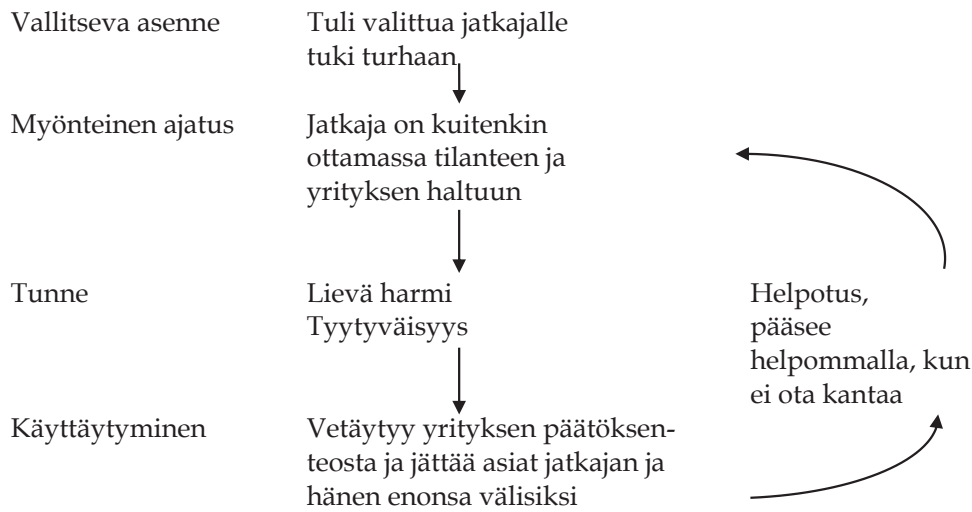 Vallitseva asenne
Tuli valittua jatkajalle
tuki turhaan
Myönteinen ajatus
Jatkaja on kuitenkin
ottamassa tilanteen ja
yrityksen haltuun
Tunne
Lievä harmi
Tyytyväisyys
Helpotus,
pääsee
helpommalla, kun
ei ota kantaa
Käyttäytyminen
Vetäytyy yrityksen päätöksen-
teosta ja jättää asiat jatkajan ja
hänen enonsa välisiksi